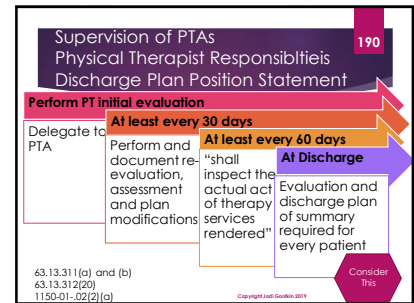 Supervision of PTAs
Physical Therapist Responsibltieis
Discharge Plan Position Statement
190
Perform PT initial evaluation
Delegate to
PTA
At least every 30 days
Perform and
document re-
evaluation,
assessment
and plan
modifications
At least every 60 days
“shall
inspect the
actual act
of therapy
services
rendered”
At Discharge
Evaluation and
discharge plan
of summary
required for
every patient
63.13.311(a) and (b)
63.13.312(20)
1150-01-.02(2)(a)
Copyright Jodi Gootkin 2019
Consider
This